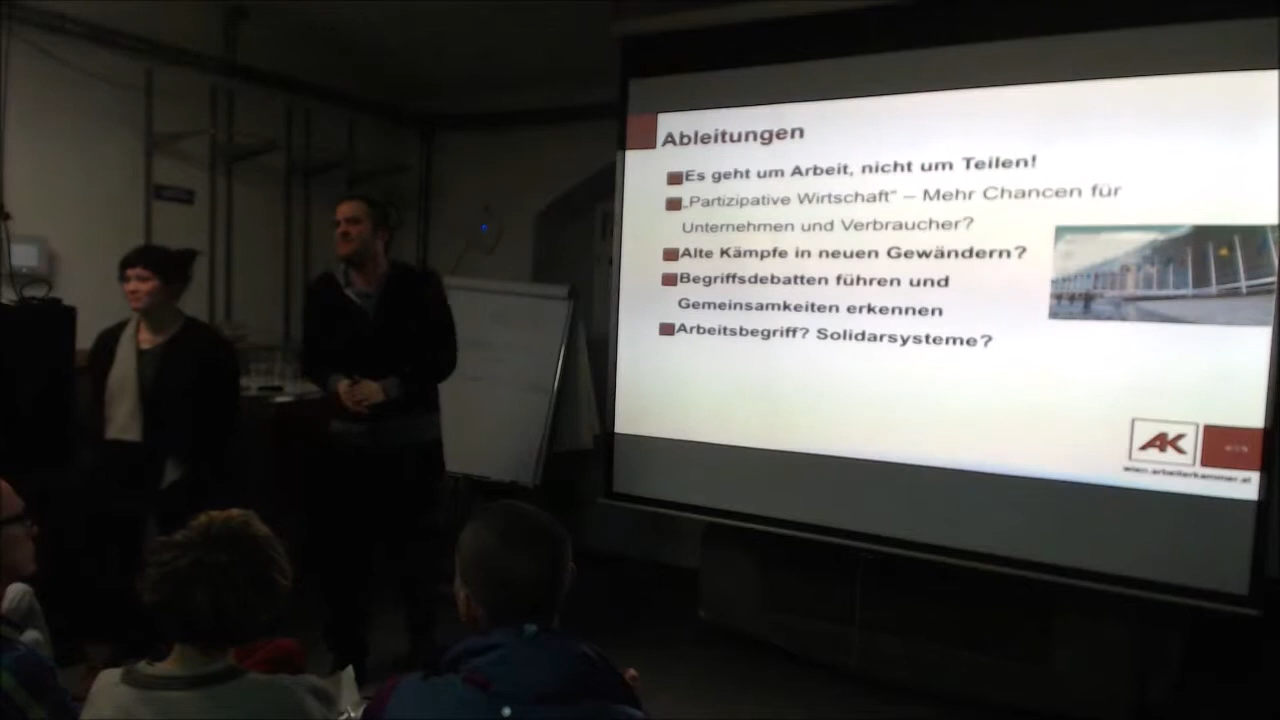 Ableitungen
Es geht um Arbeit, nicht um Teilen!
„Partizipative Wirtschaft“ – Mehr Chancen für
Unternehmen und Verbraucher?
Alte Kämpfe in neuen Gewändern?
Begriffsdebatten führen und
Gemeinsamkeiten erkennen
Arbeitsbegriff? Solidarsysteme?
AK
wien.arbeiterkammer.at